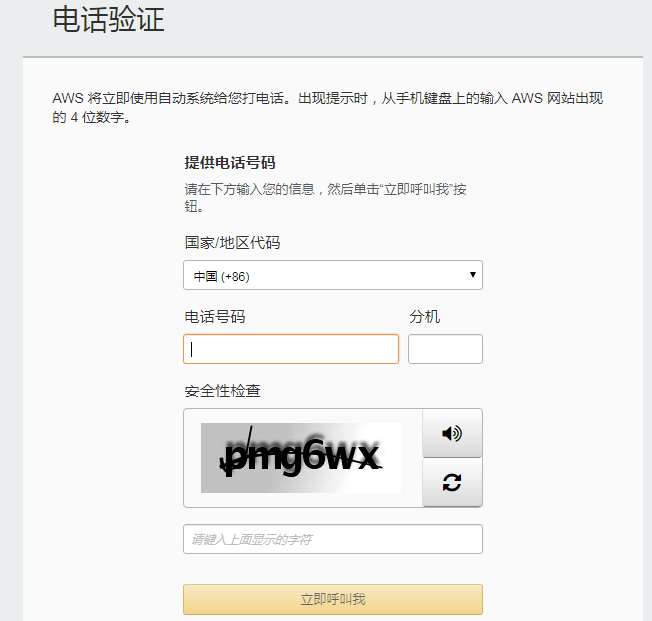 电话验证
AWS 将立即使用自动系统给您打电话。出现提示时，从手机键盘上的输入 AWS 网站出现
的 4 位数字。
提供电话号码
请在下方输入您的信息，然后单击“立即呼叫我”按
钮。
国家/地区代码
中国 (+86)
电话号码 分机
安全性检查
pmg6wx
请键入上面显示的字符
立即呼叫我